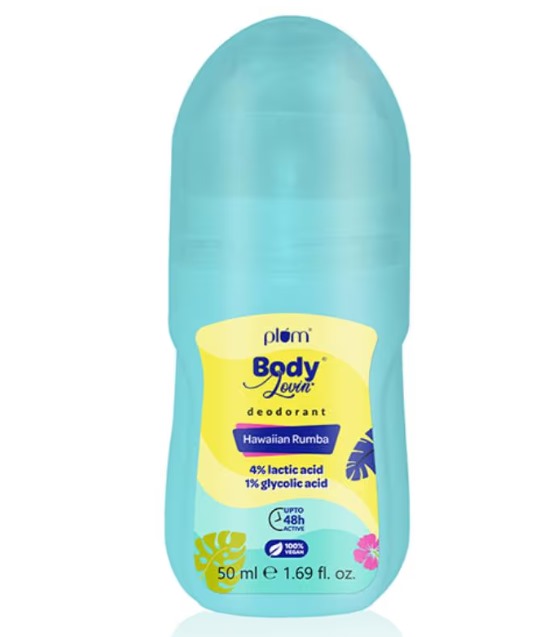 plum®
Body®
Lovin'
deodorant
Hawaiian Rumba
4% lactic acid
1% glycolic acid
UPTO
48h
ACTIVE
100%
VEGAN
50 ml ℮ 1.69 fl. oz.